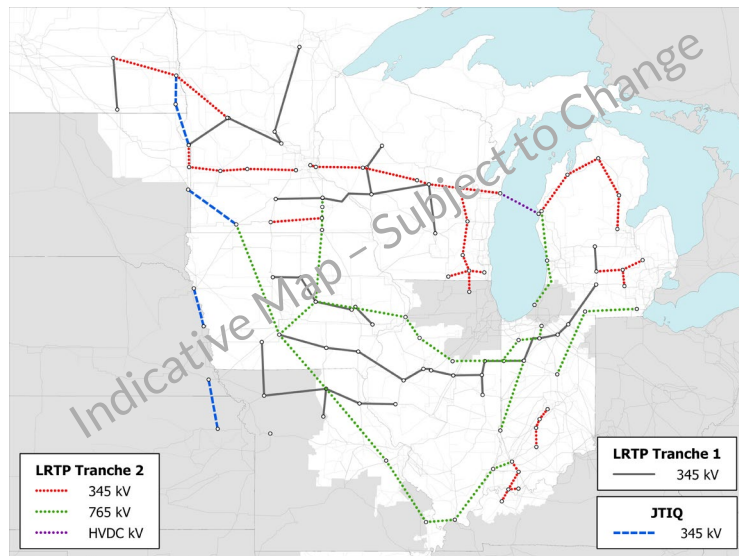 Indicative Map – Subject to Change
LRTP Tranche 2
345 kV
765 kV
HVDC kV
LRTP Tranche 1
345 kV
JTIQ
345 kV